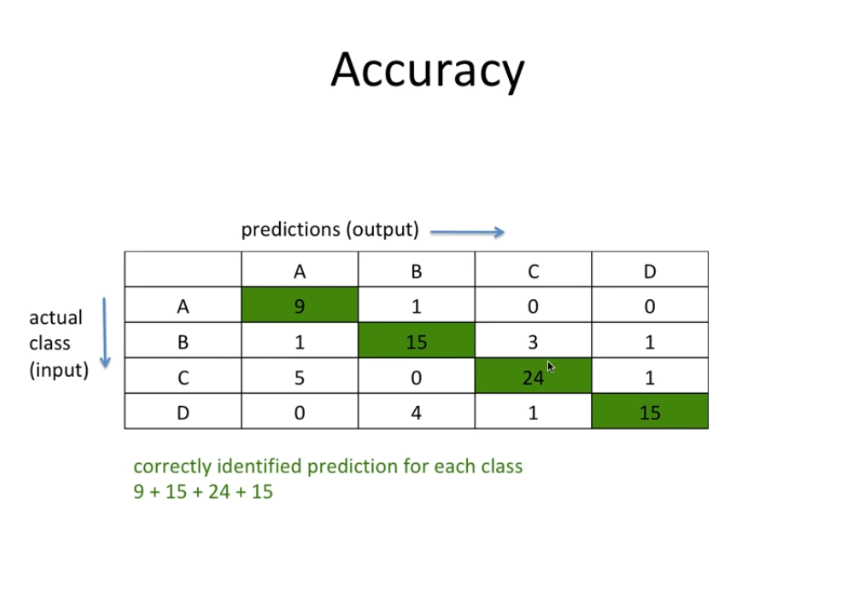 Accuracy
predictions (output)
A B C D
actual
class
(input)
A 9 1 0 0
B 1 15 3 1
C 5 0 24 1
D 0 4 1 15
correctly identified prediction for each class
9 + 15 + 24 + 15